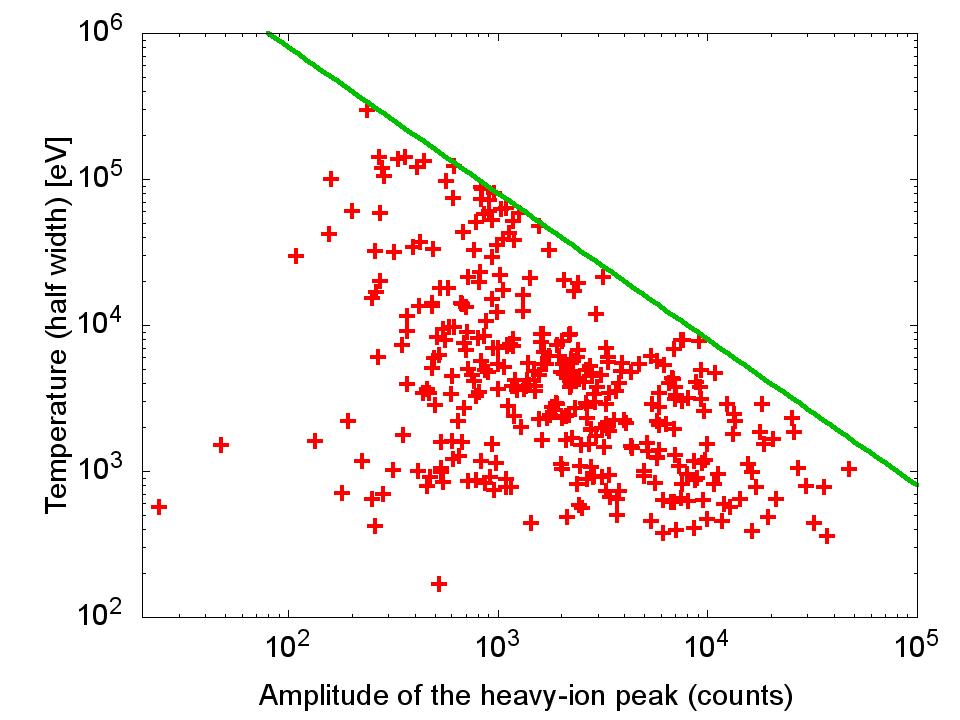 10^6
10^5
10^4
10^3
10^2
Temperature (half width) [eV]
10^2 10^3 10^4 10^5
Amplitude of the heavy-ion peak (counts)